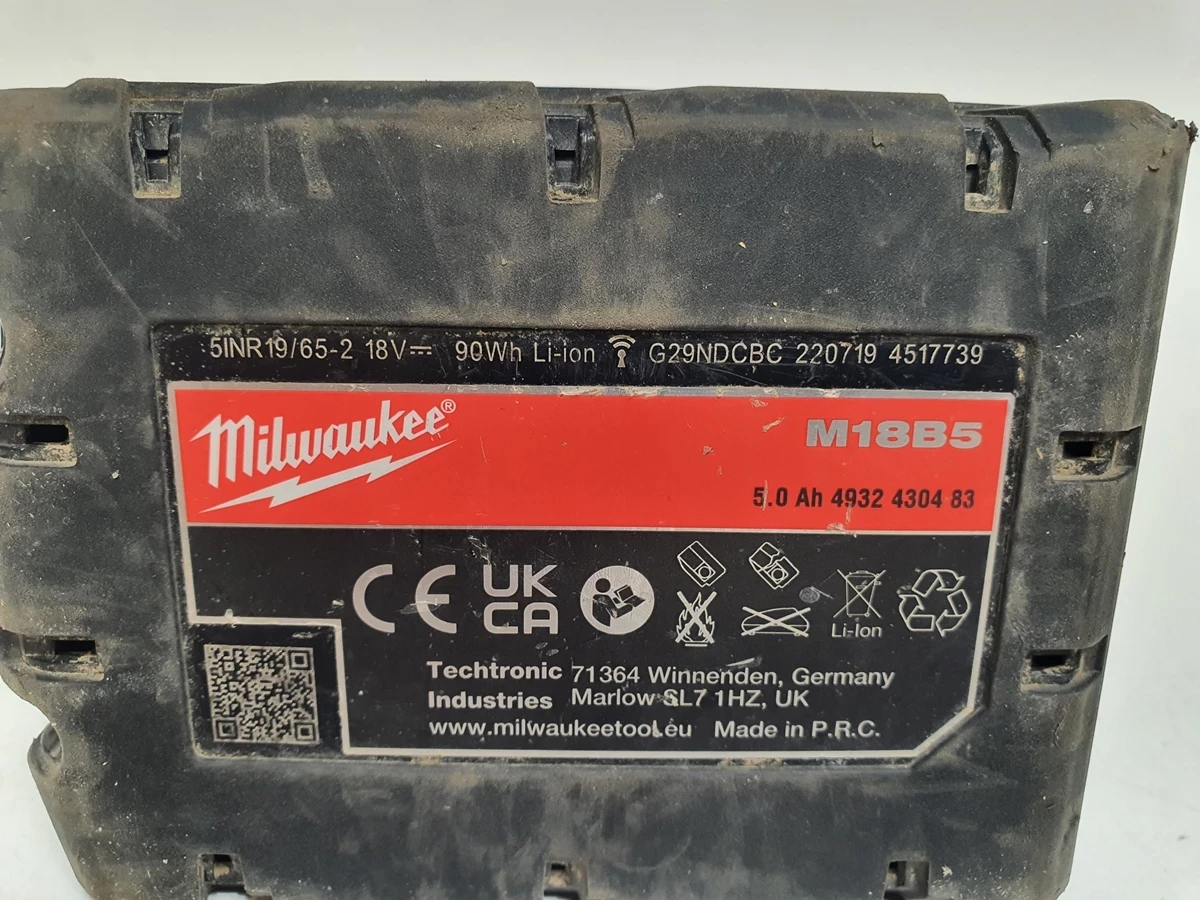 5INR19/65-2 18V⎓ 90Wh Li-ion G29NDCBC 220719 4517739
Milwaukee®
M18B5
5.0 Ah 4932 4304 83
CE UK CA
Li-Ion
Techtronic Industries
71364 Winnenden, Germany
Marlow SL7 1HZ, UK
www.milwaukeetool.eu Made in P.R.C.